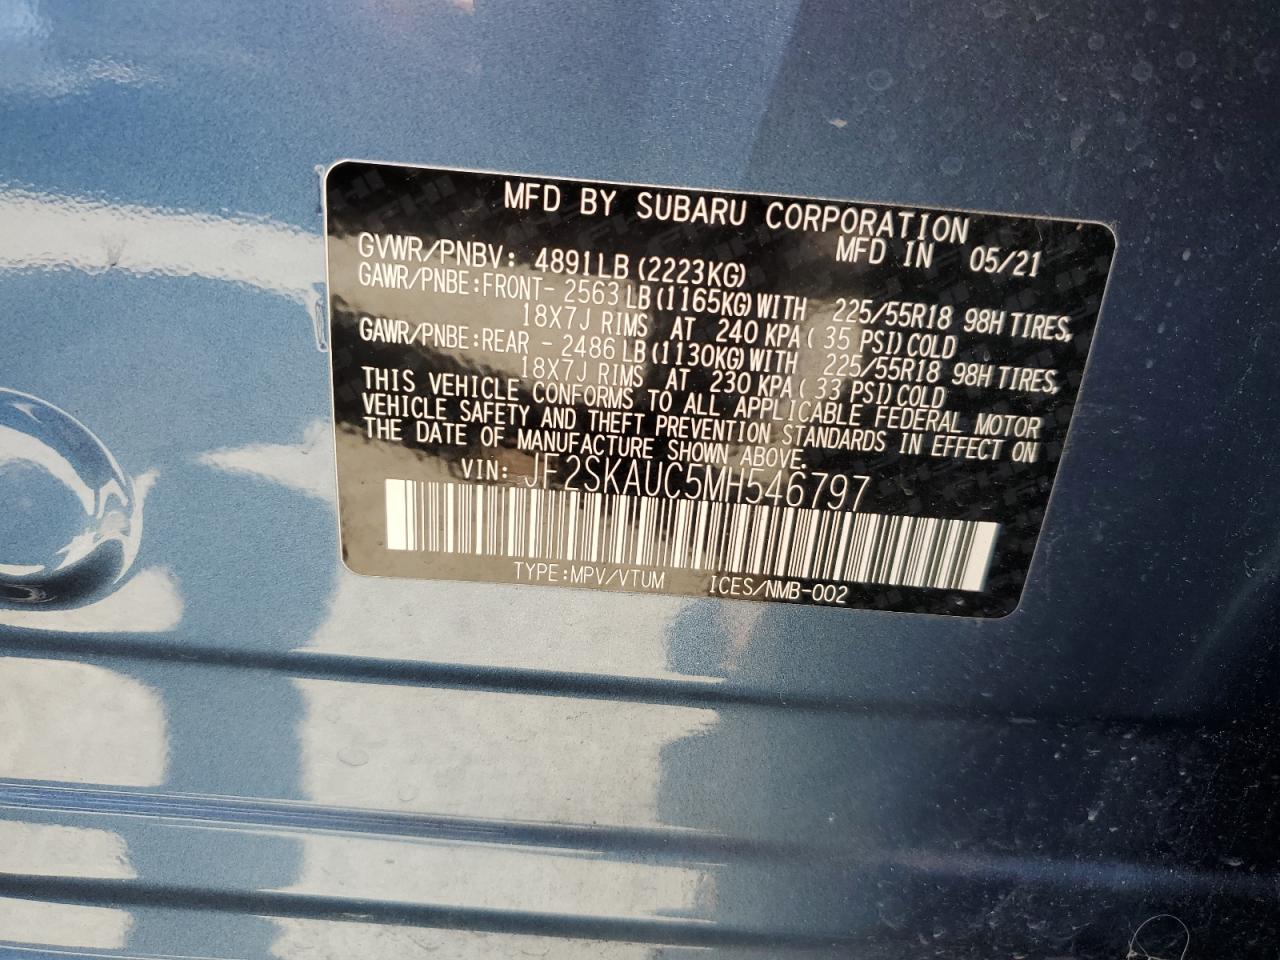 MFD BY SUBARU CORPORATION
MFD IN 05/21
GVWR/PNBV: 4891LB(2223KG)
GAWR/PNBE:FRONT- 2563 LB(1165KG)WITH 225/55R18 98H TIRES,
18X7J RIMS AT 240 KPA( 35 PSI)COLD
GAWR/PNBE:REAR - 2486 LB(1130KG)WITH 225/55R18 98H TIRES,
18X7J RIMS AT 230 KPA( 33 PSI)COLD
THIS VEHICLE CONFORMS TO ALL APPLICABLE FEDERAL MOTOR
VEHICLE SAFETY AND THEFT PREVENTION STANDARDS IN EFFECT ON
THE DATE OF MANUFACTURE SHOWN ABOVE.
VIN: JF2SKAUC5MH546797
TYPE:MPV/VTUM ICES/NMB-002